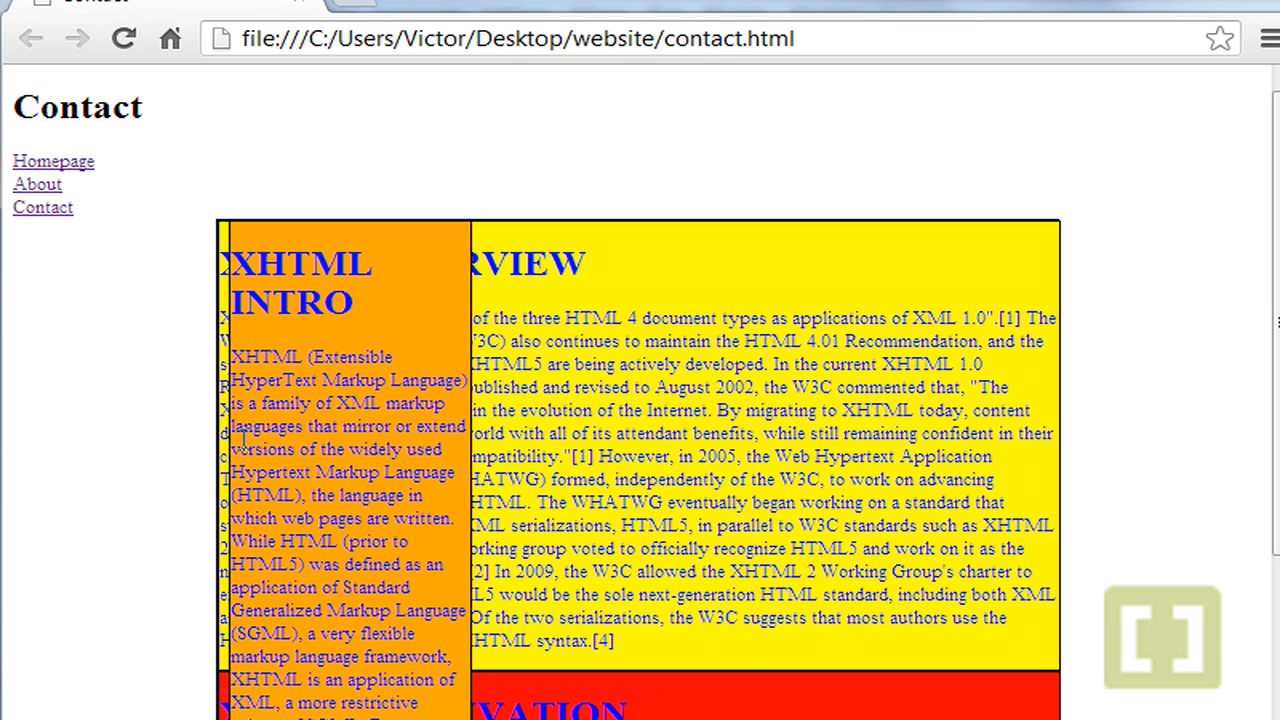 Contact
file:///C:/Users/Victor/Desktop/website/contact.html
Contact
Homepage
About
Contact
XHTML
INTRO
XHTML (Extensible
HyperText Markup Language)
is a family of XML markup
languages that mirror or extend
versions of the widely used
Hypertext Markup Language
(HTML), the language in
which web pages are written.
While HTML (prior to
HTML5) was defined as an
application of Standard
Generalized Markup Language
(SGML), a very flexible
markup language framework,
XHTML is an application of
XML, a more restrictive
RVIEW
of the three HTML 4 document types as applications of XML 1.0".[1] The
3C) also continues to maintain the HTML 4.01 Recommendation, and the
HTML5 are being actively developed. In the current XHTML 1.0
ublished and revised to August 2002, the W3C commented that, "The
in the evolution of the Internet. By migrating to XHTML today, content
orld with all of its attendant benefits, while still remaining confident in their
mpatibility."[1] However, in 2005, the Web Hypertext Application
HATWG) formed, independently of the W3C, to work on advancing
HTML. The WHATWG eventually began working on a standard that
ML serializations, HTML5, in parallel to W3C standards such as XHTML
orking group voted to officially recognize HTML5 and work on it as the
[2] In 2009, the W3C allowed the XHTML 2 Working Group's charter to
L5 would be the sole next-generation HTML standard, including both XML
Of the two serializations, the W3C suggests that most authors use the
HTML syntax.[4]
VATION